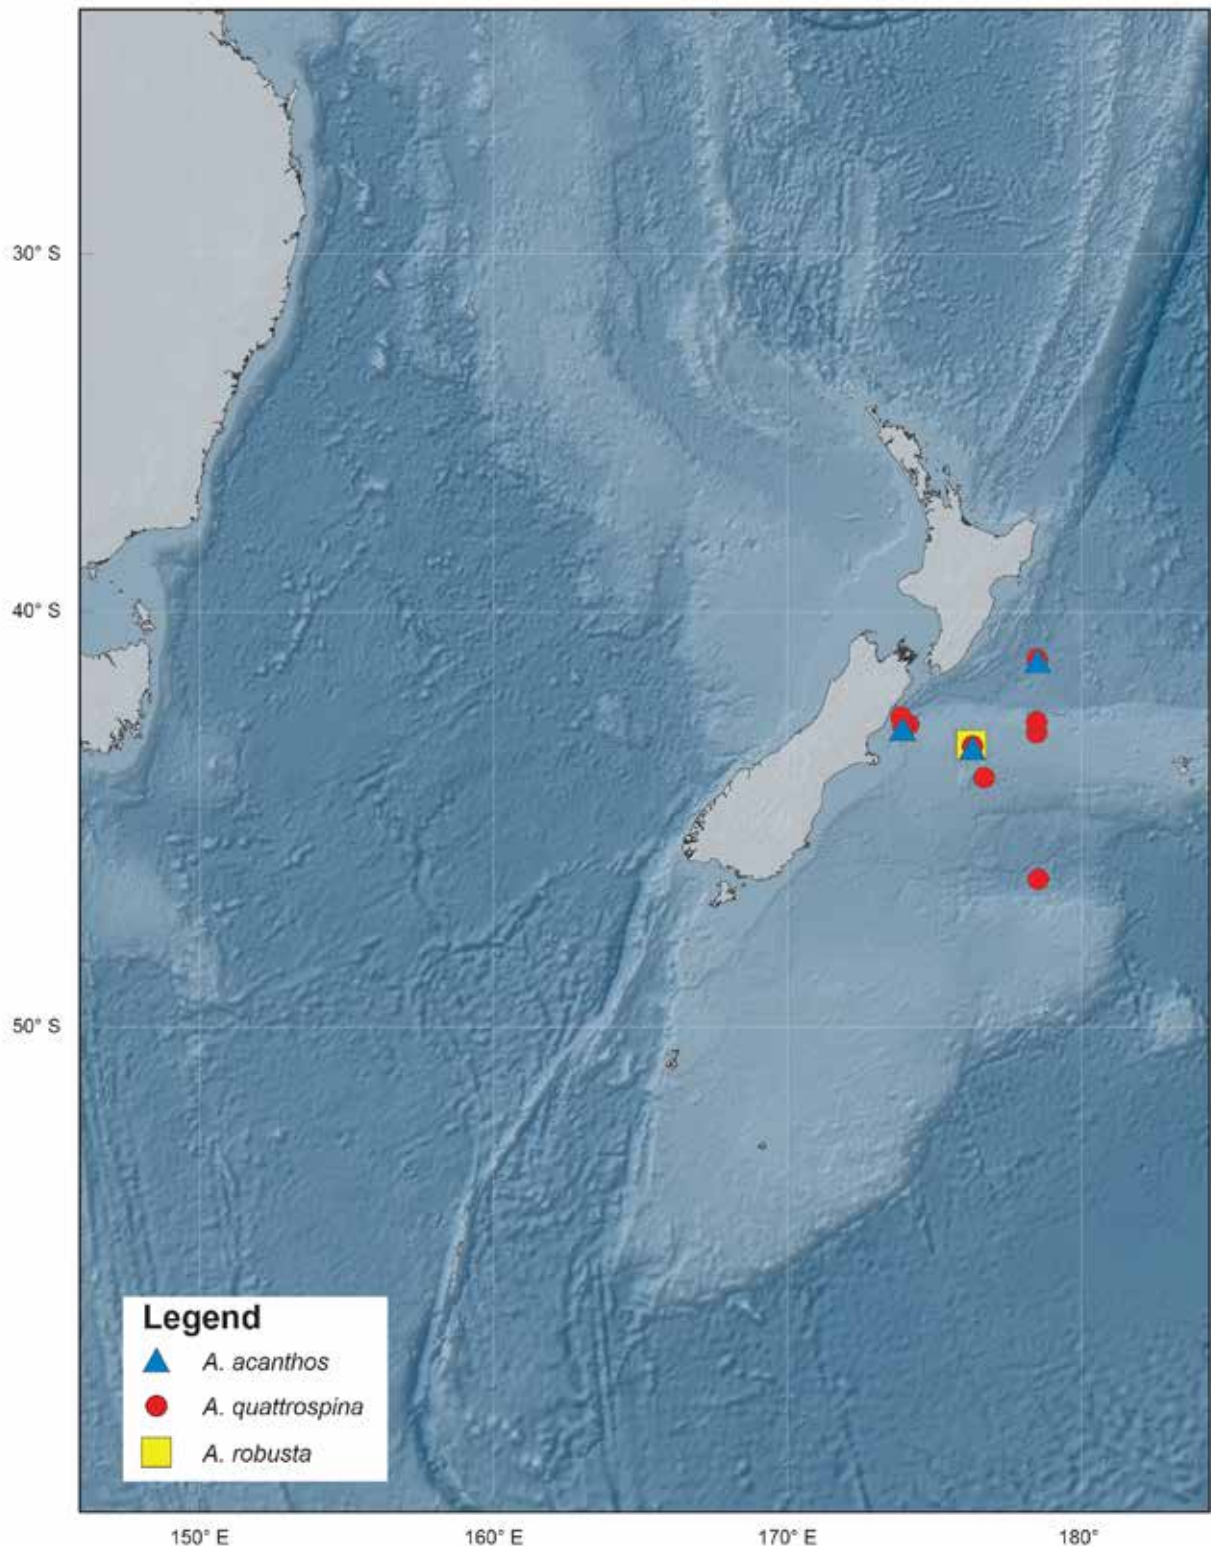 30° S
40° S
50° S
Legend
A. acanthos
A. quattrospina
A. robusta
150° E
160° E
170° E
180°